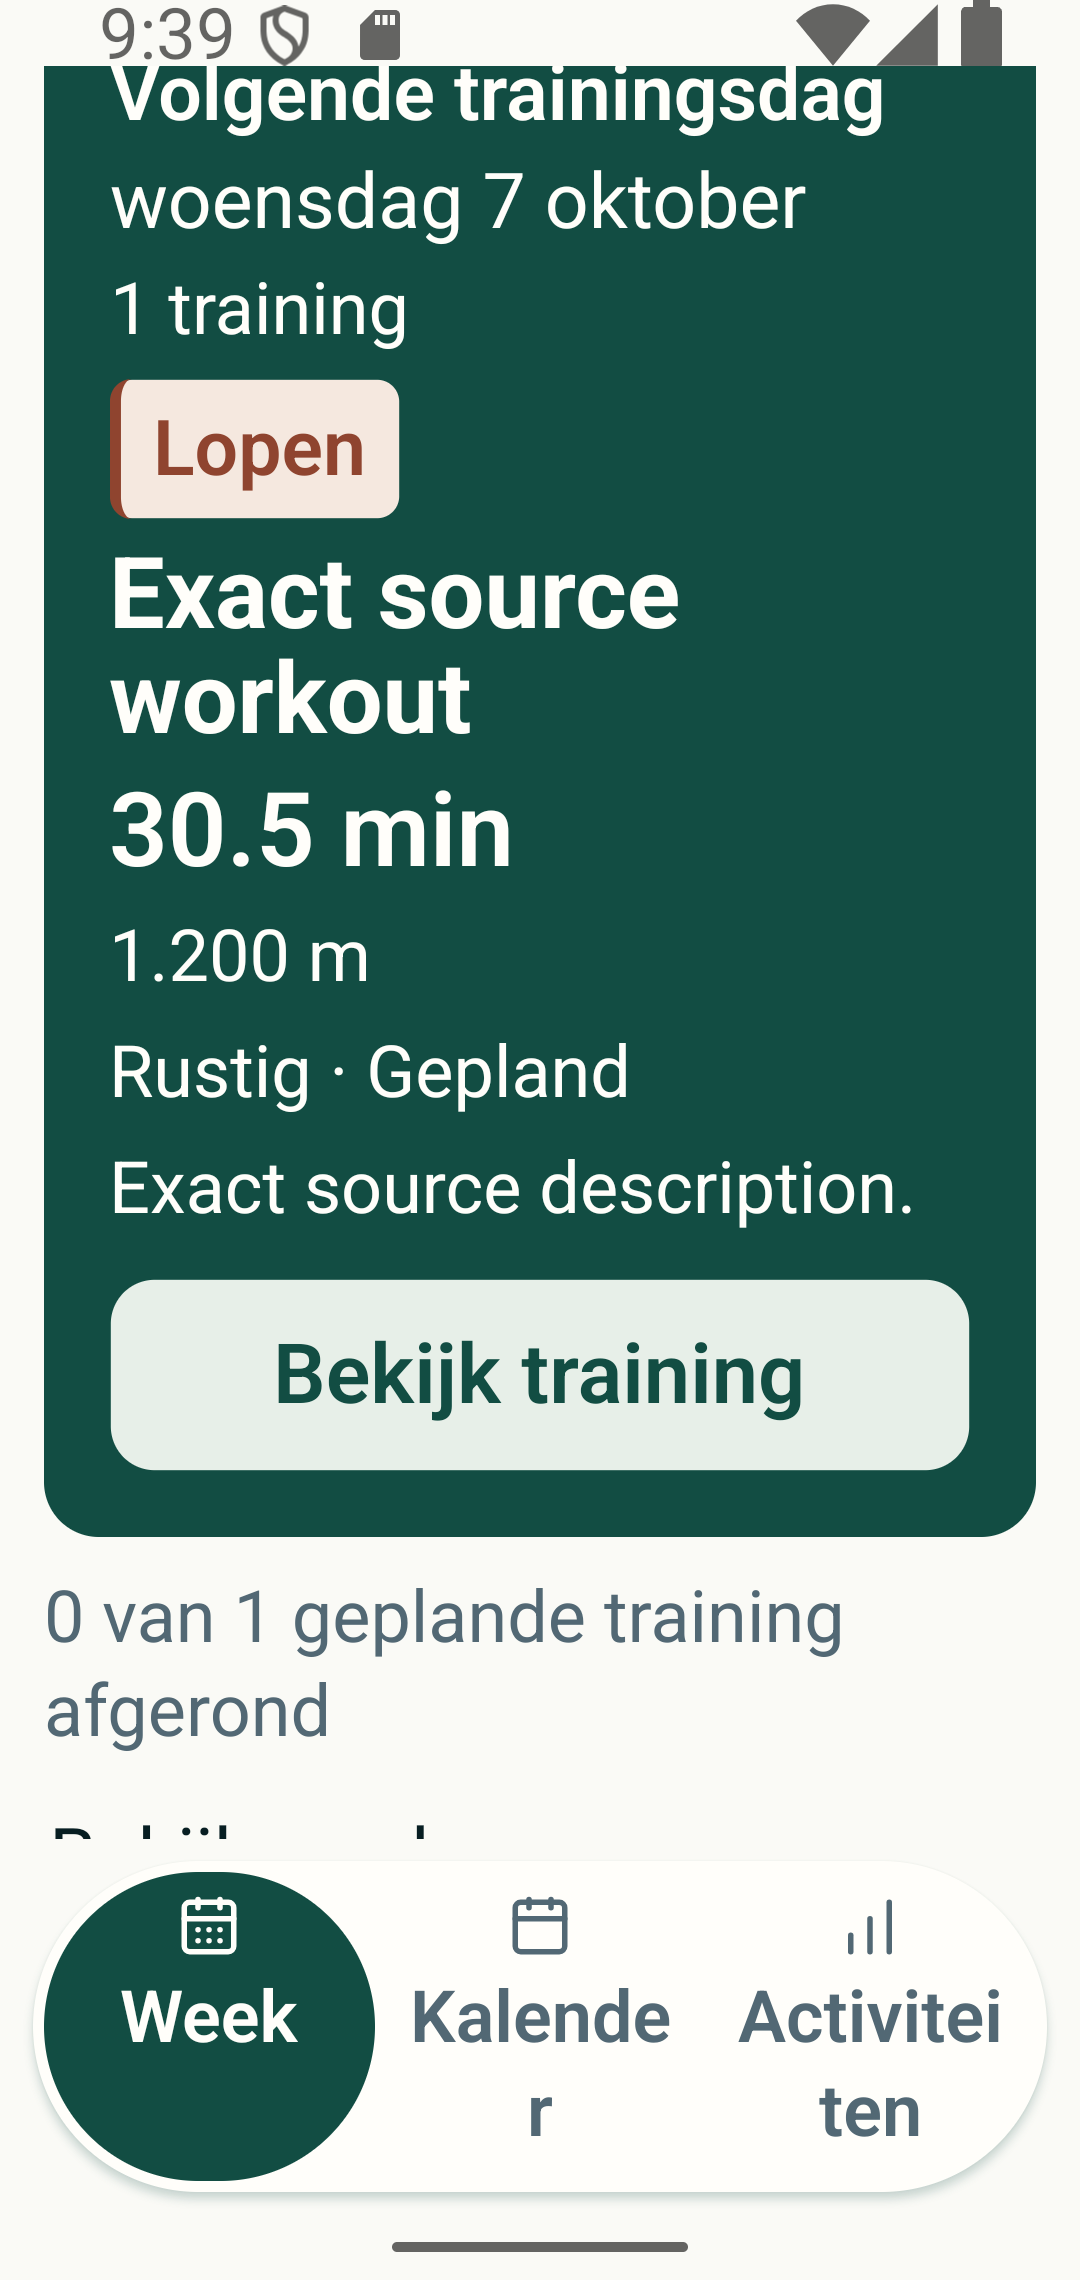 9:39
Volgende trainingsdag
woensdag 7 oktober
1 training
Lopen
Exact source
workout
30.5 min
1.200 m
Rustig · Gepland
Exact source description.
Bekijk training
0 van 1 geplande training
afgerond
Week
Kalende
r
Activitei
ten